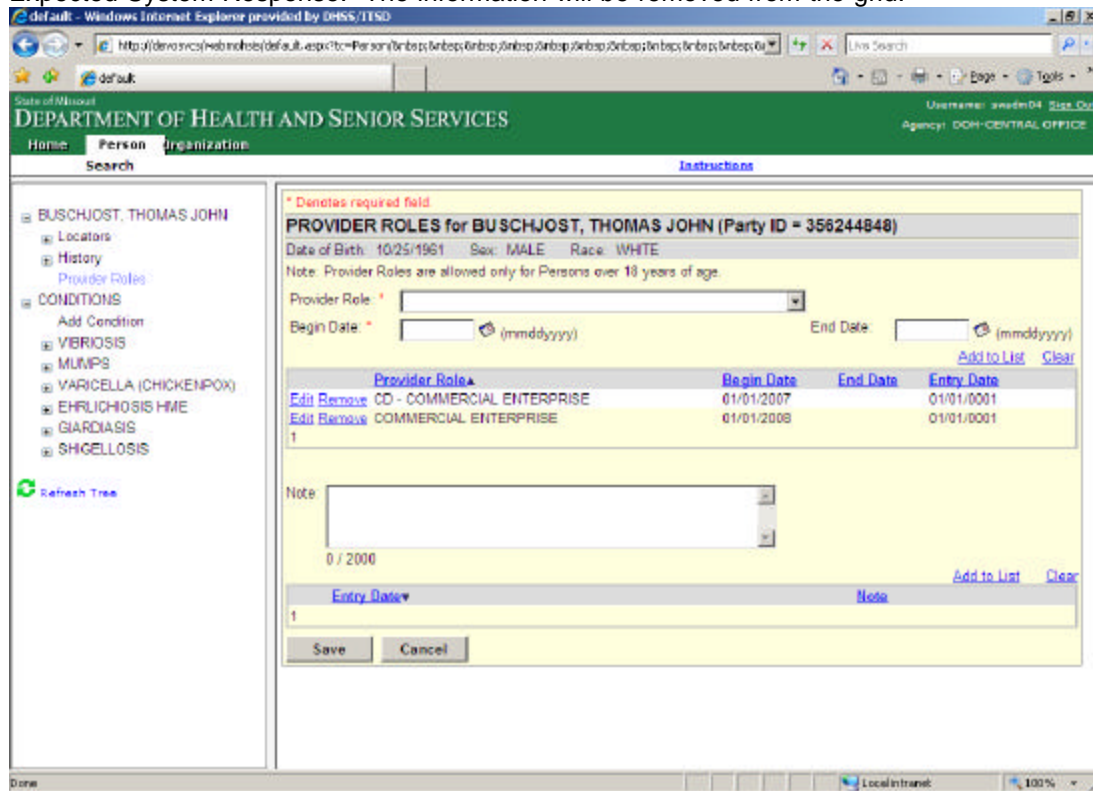 Expected System Response: The information will be removed from the grid.
default - Windows Internet Explorer provided by DHSS/ITSD
Live Search
default
Page Tools
State of Missouri
DEPARTMENT OF HEALTH AND SENIOR SERVICES
Username: Sign Out
Agency: DOH-CENTRAL OFFICE
Home Person Organization
Search Instructions
BUSCHJOST, THOMAS JOHN
Locators
History
Provider Roles
CONDITIONS
Add Condition
VIBRIOSIS
MUMPS
VARICELLA (CHICKENPOX)
EHRLICHIOSIS HME
GIARDIASIS
SHIGELLOSIS
Refresh Tree
* Denotes required field
PROVIDER ROLES for BUSCHJOST, THOMAS JOHN (Party ID = 356244848)
Date of Birth: 10/25/1961 Sex: MALE Race: WHITE
Note: Provider Roles are allowed only for Persons over 18 years of age.
Provider Role: *
Begin Date: * (mmddyyyy) End Date: (mmddyyyy)
Add to List Clear
Provider Role▲ Begin Date End Date Entry Date
Edit Remove CD - COMMERCIAL ENTERPRISE 01/01/2007 01/01/0001
Edit Remove COMMERCIAL ENTERPRISE 01/01/2008 01/01/0001
1
Note:
0 / 2000
Add to List Clear
Entry Date▼ Note
1
Save Cancel
Done Local intranet 100%